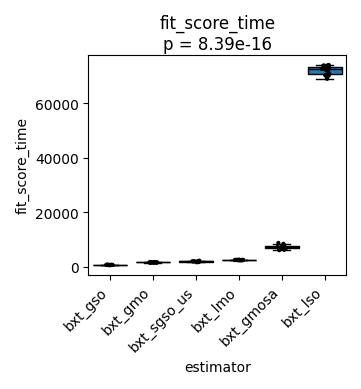 fit_score_time
p = 8.39e-16
fit_score_time
60000
40000
20000
0
bxt_gso
bxt_gmo
bxt_sgso_us
bxt_lmo
bxt_gmosa
bxt_lso
estimator